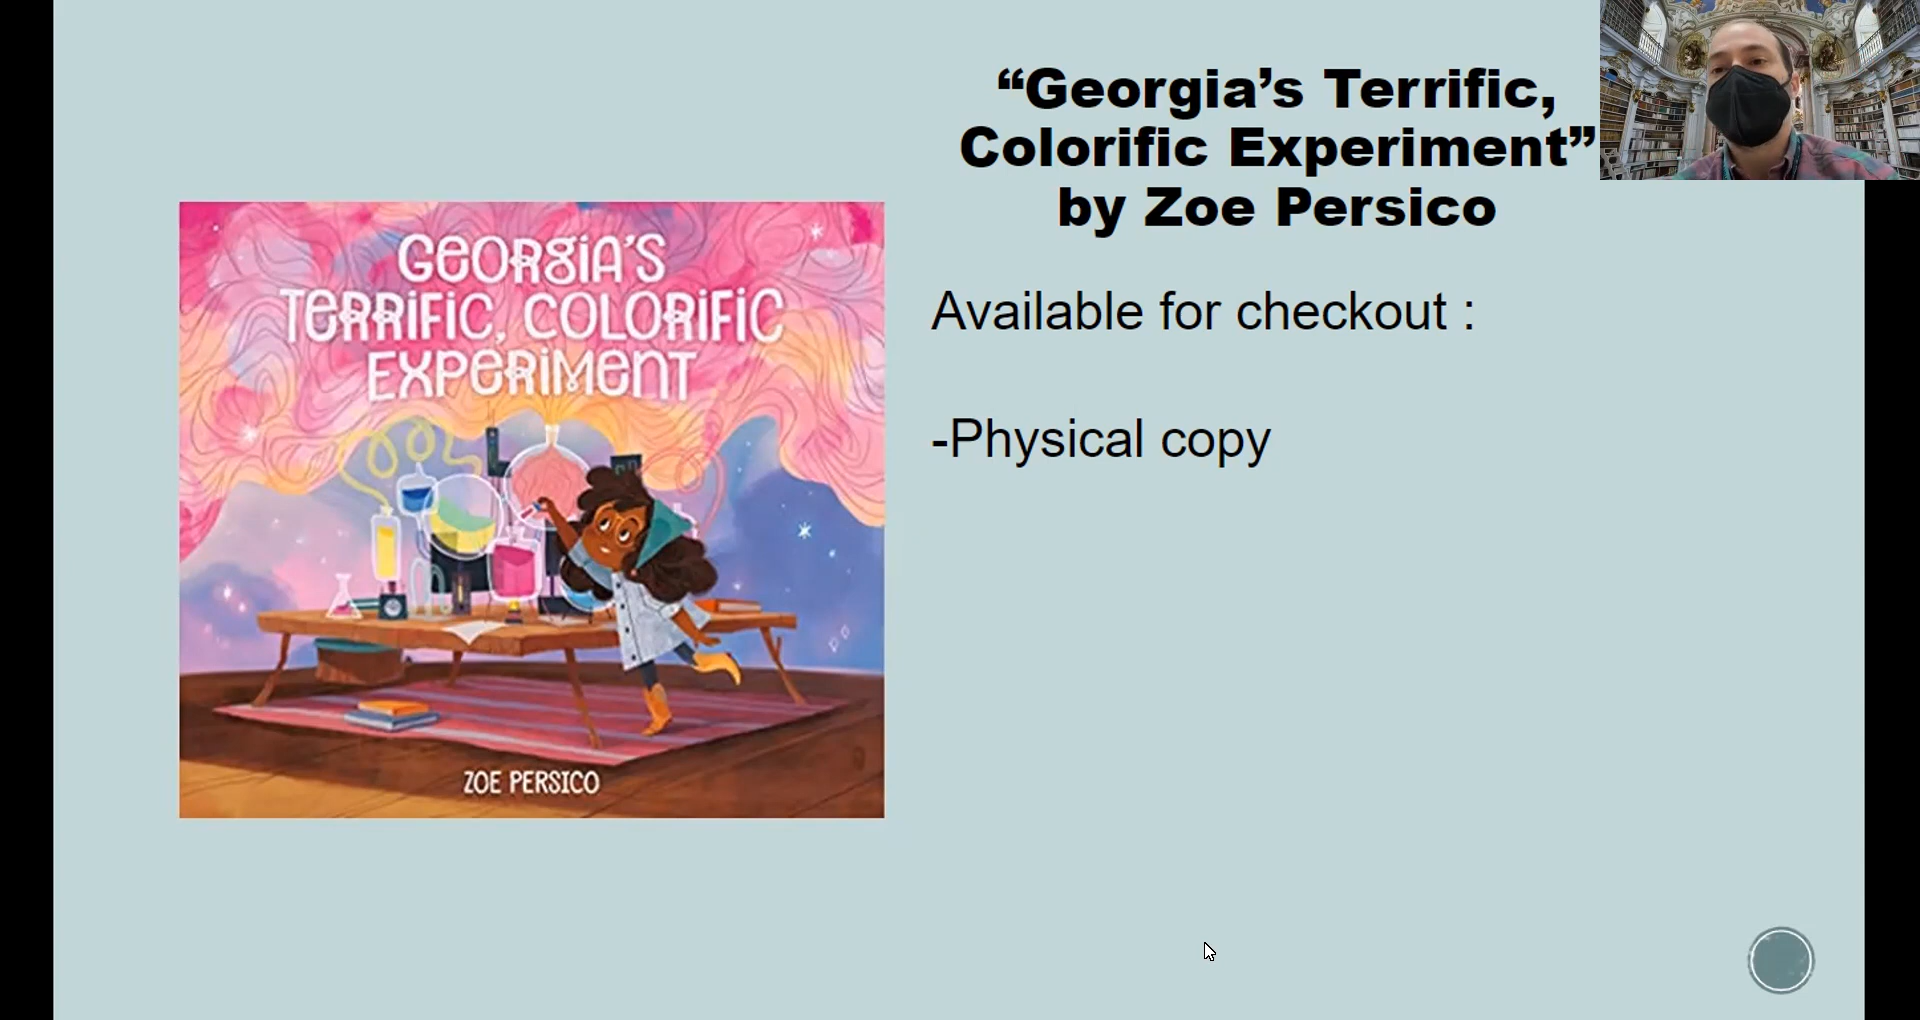 “Georgia’s Terrific,
Colorific Experiment”
by Zoe Persico
Available for checkout :
-Physical copy
GEORGIA'S
TERRIFIC, COLORIFIC
EXPERIMENT
ZOE PERSICO